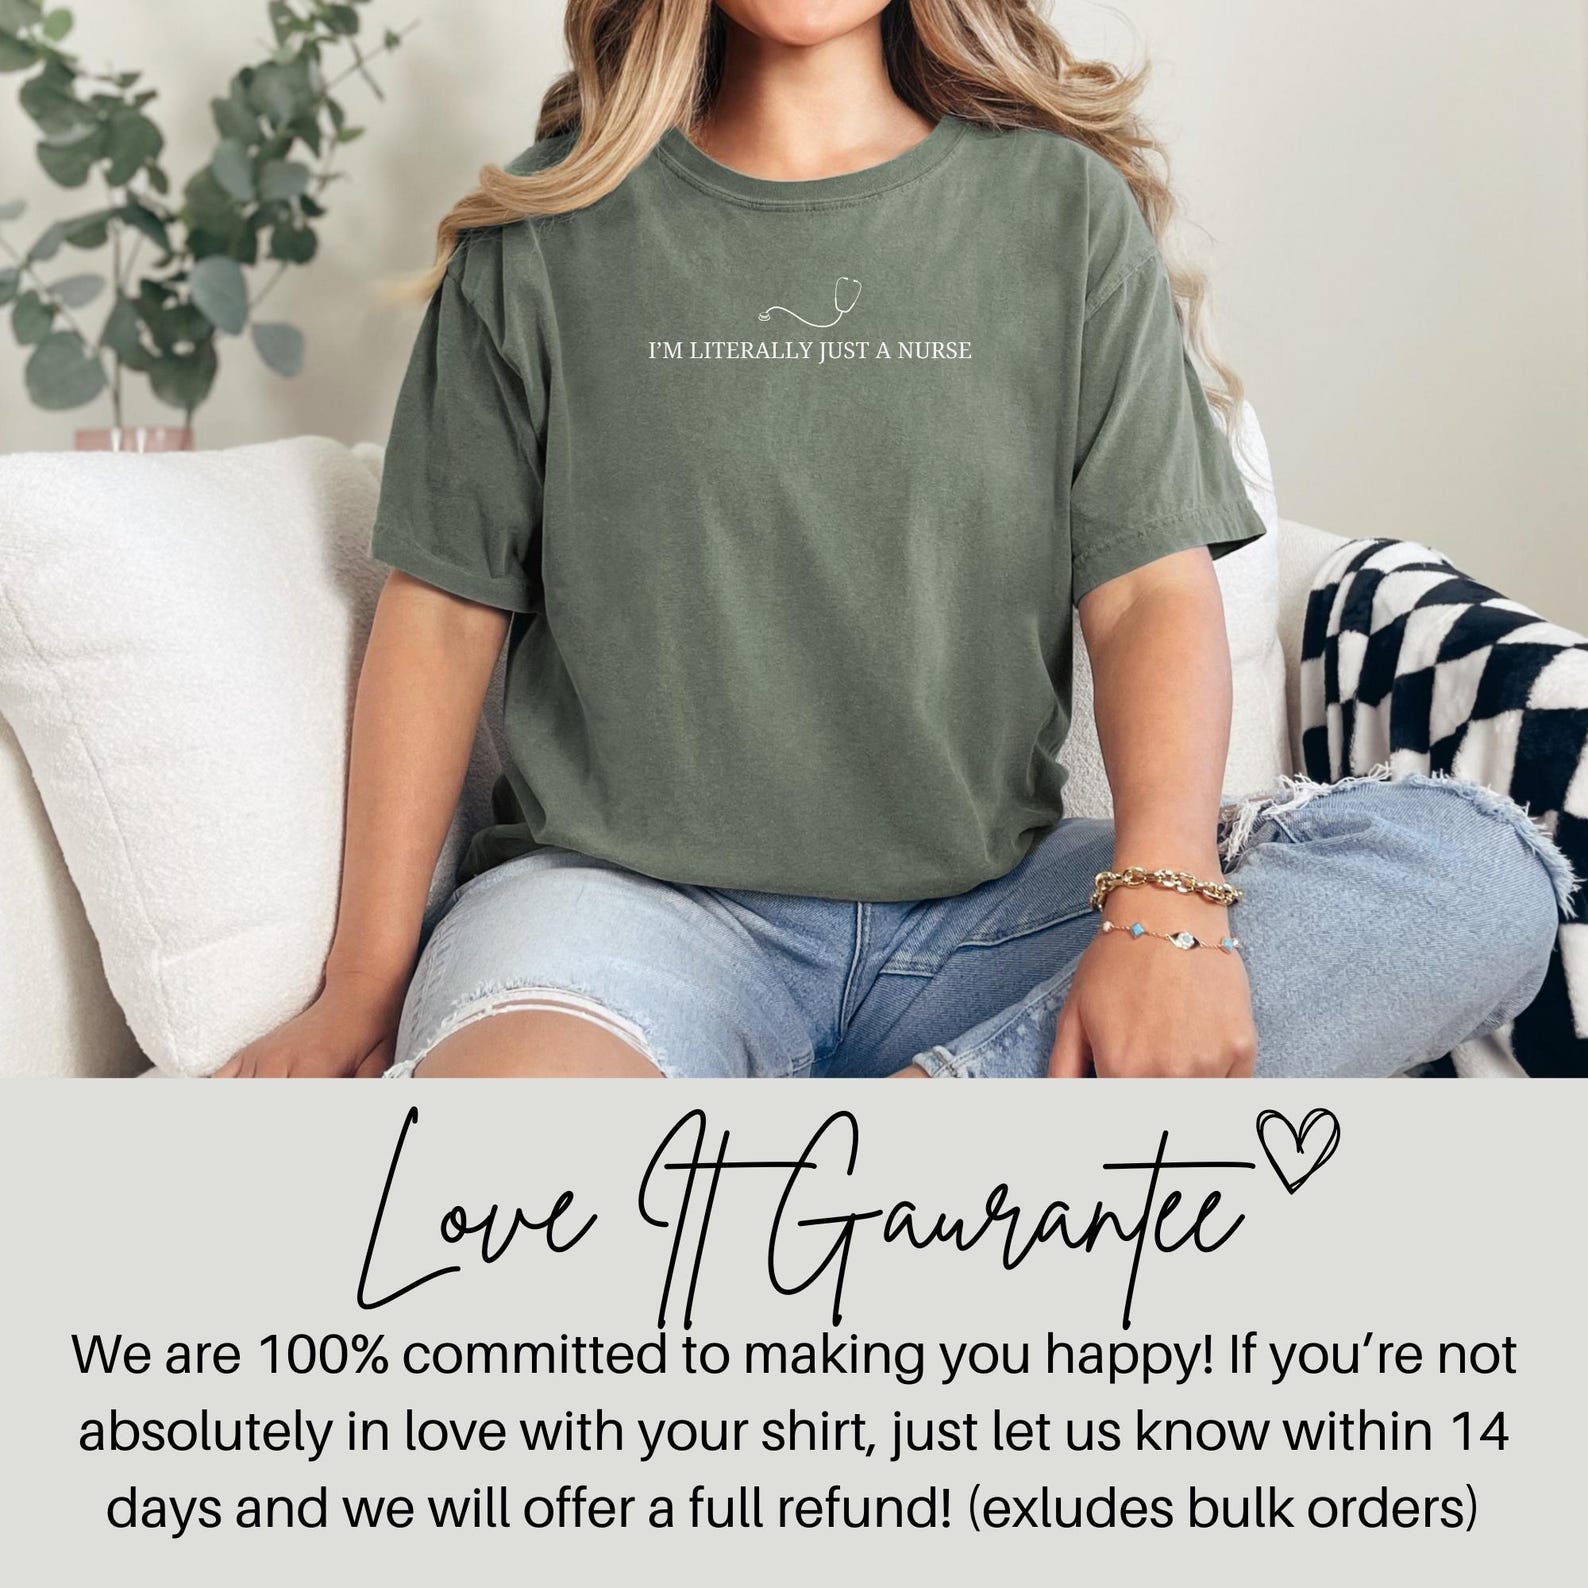 I’M LITERALLY JUST A NURSE
Love It Gaurantee
We are 100% committed to making you happy! If you’re not
absolutely in love with your shirt, just let us know within 14
days and we will offer a full refund! (exludes bulk orders)